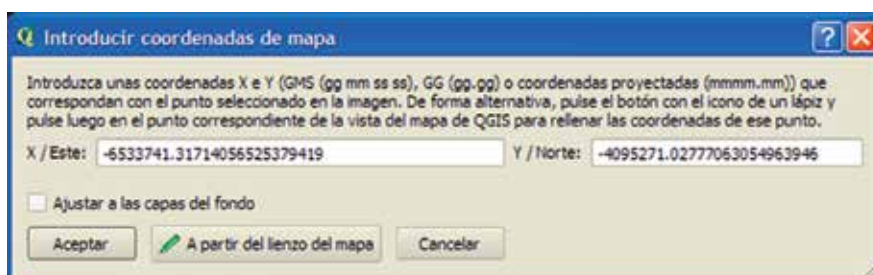 Introducir coordenadas de mapa
Introduzca unas coordenadas X e Y (GMS (gg mm ss ss), GG (gg.gg) o coordenadas proyectadas (mmmm.mm)) que
correspondan con el punto seleccionado en la imagen. De forma alternativa, pulse el botón con el icono de un lápiz y
pulse luego en el punto correspondiente de la vista del mapa de QGIS para rellenar las coordenadas de ese punto.
X / Este: -6533741.31714056525379419 Y / Norte: -4095271.02777063054963946
Ajustar a las capas del fondo
Aceptar A partir del lienzo del mapa Cancelar